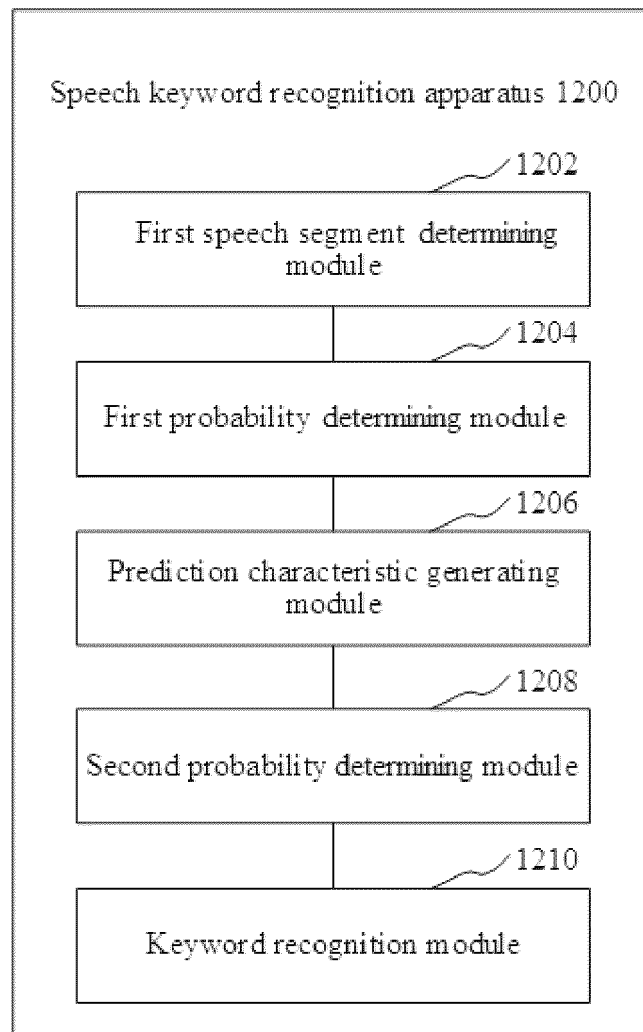 Speech keyword recognition apparatus 1200
1202
First speech segment determining
module
1204
First probability determining module
1206
Prediction characteristic generating
module
1208
Second probability determining module
1210
Keyword recognition module